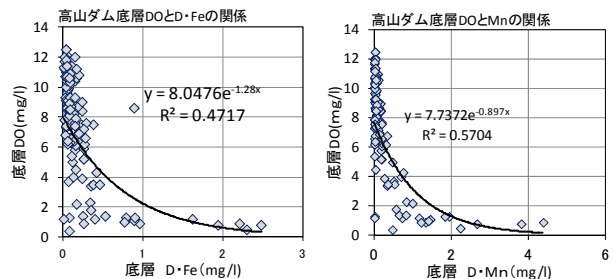 高山ダム底層DOとD・Feの関係
底層DO(mg/l)
14
12
10
8
6
4
2
0
y = 8.0476e-1.28x
R² = 0.4717
0
1
2
3
底層 D・Fe(mg/l)
高山ダム底層DOとMnの関係
底層DO(mg/l)
14
12
10
8
6
4
2
0
y = 7.7372e-0.897x
R² = 0.5704
0
2
4
6
底層 D・Mn(mg/l)